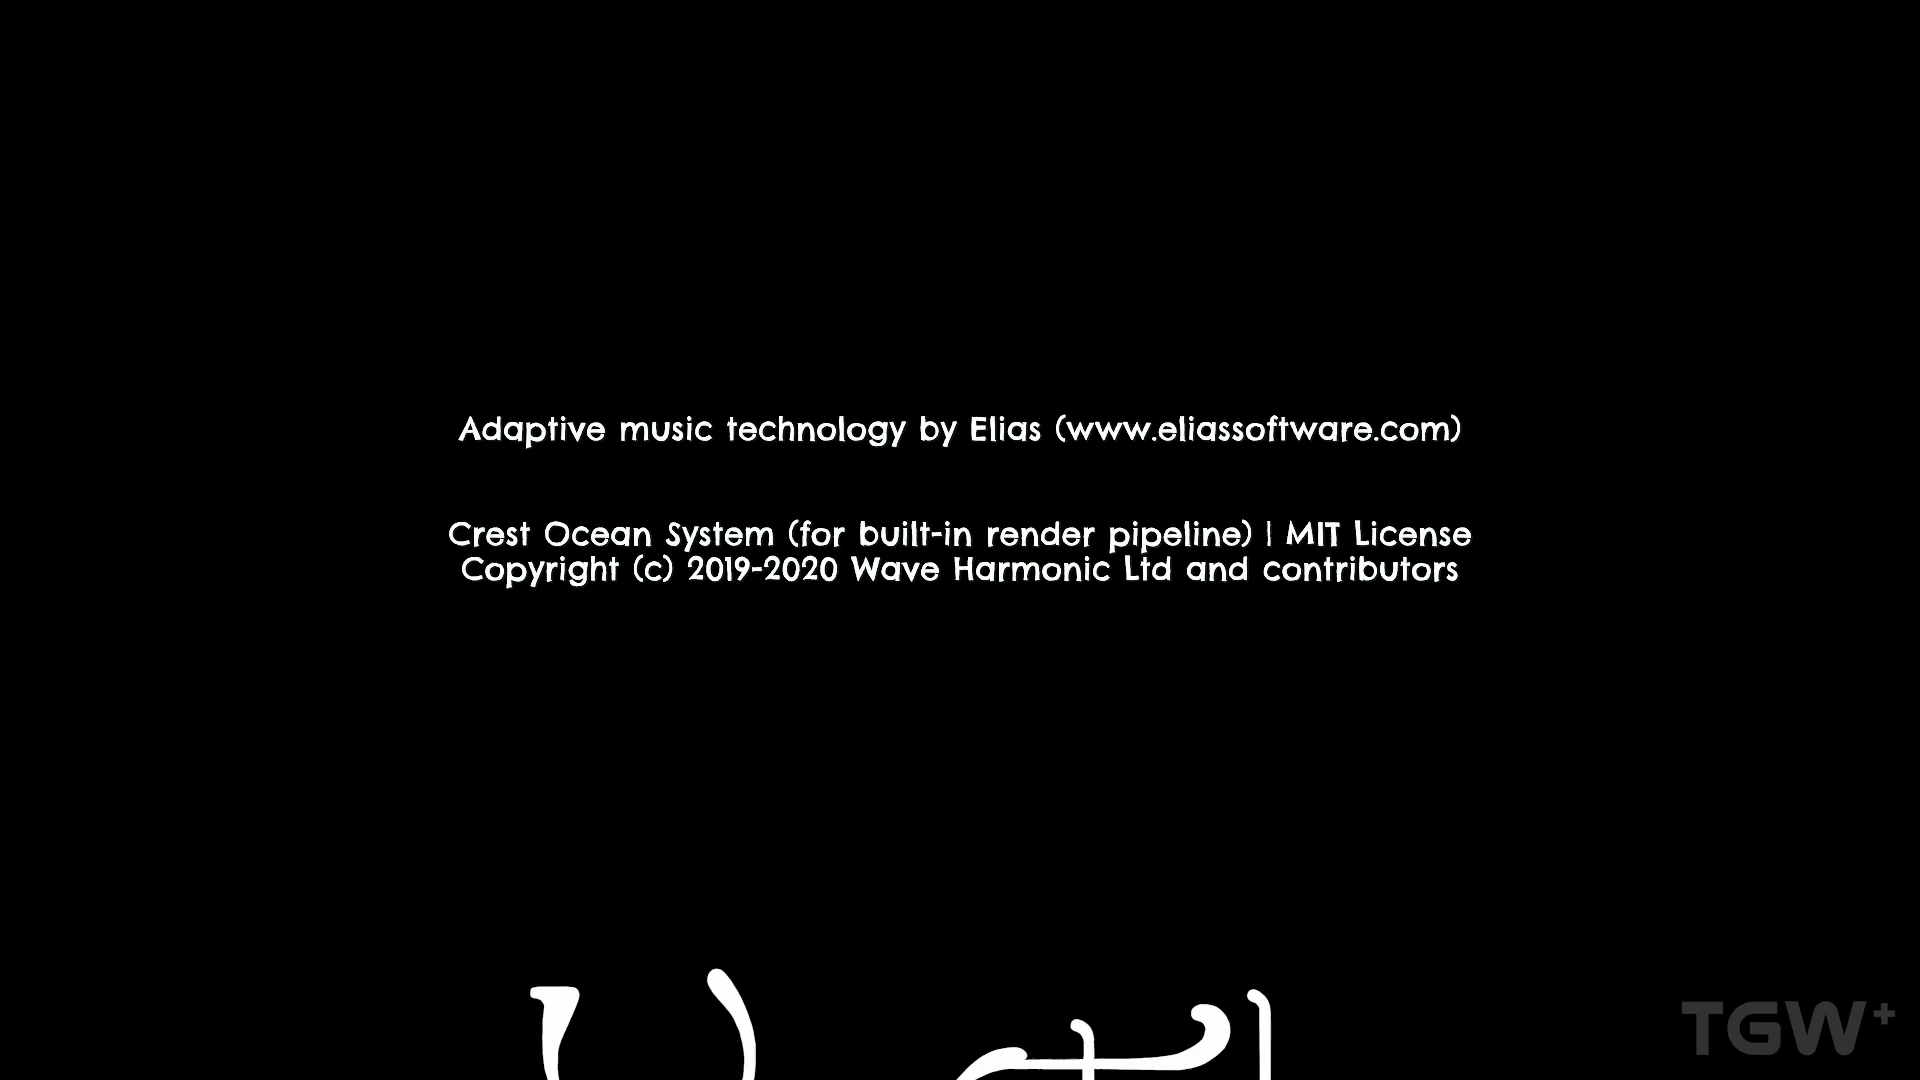 Adaptive music technology by Elias (www.eliassoftware.com)
Crest Ocean System (for built-in render pipeline) | MIT License
Copyright (c) 2019-2020 Wave Harmonic Ltd and contributors
TGW+